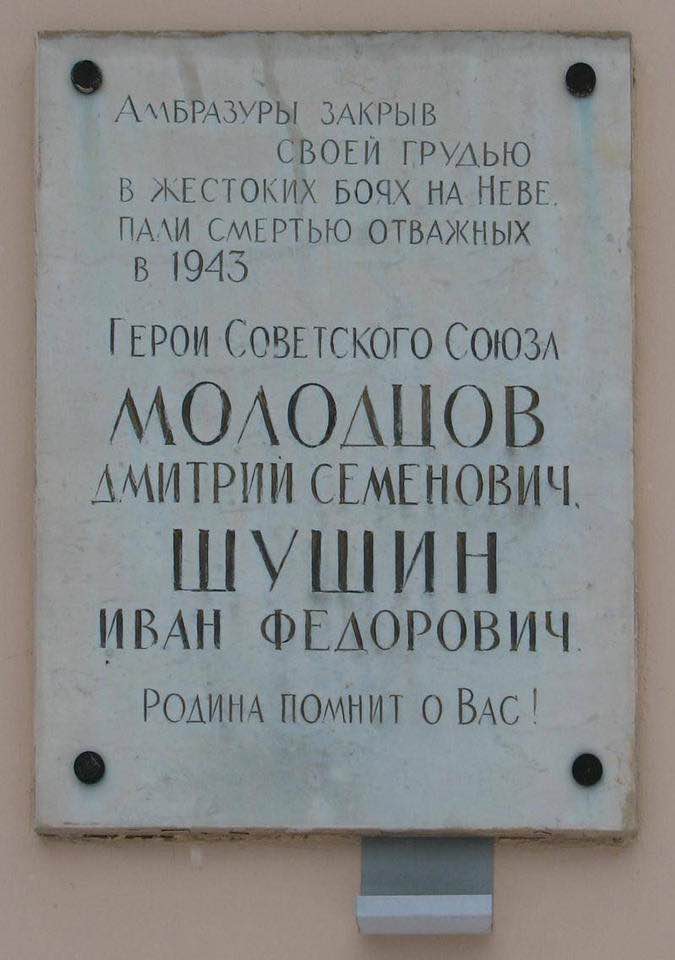 Амбразуры закрыв
своей грудью
в жестоких боях на Неве,
пали смертью отважных
в 1943
Герои Советского Союза
МОЛОДЦОВ
ДМИТРИЙ СЕМЕНОВИЧ,
ШУШИН
ИВАН ФЕДОРОВИЧ.
Родина помнит о Вас!